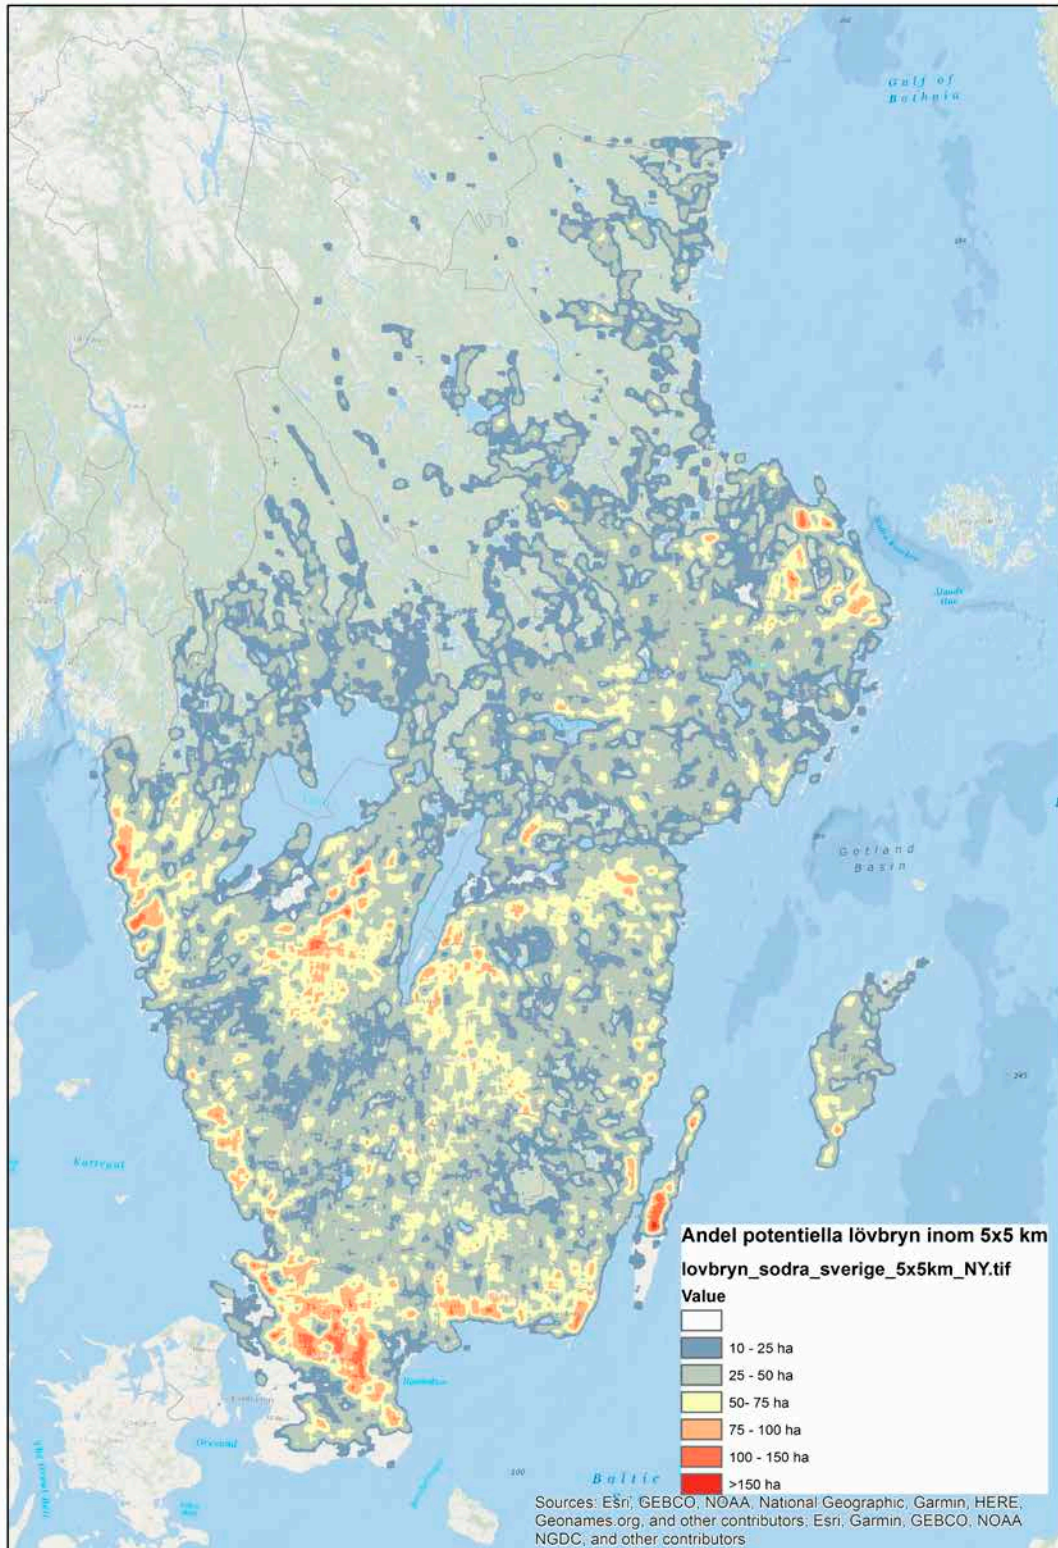 Gulf of
Bothnia
Gotland
Basin
245
Kattegat
Andel potentiella lövbryn inom 5x5 km
lovbryn_sodra_sverige_5x5km_NY.tif
Value
10 - 25 ha
25 - 50 ha
50- 75 ha
75 - 100 ha
100 - 150 ha
>150 ha
100
Baltic
Sources: Esri, GEBCO, NOAA, National Geographic, Garmin, HERE,
Geonames.org, and other contributors; Esri, Garmin, GEBCO, NOAA
NGDC, and other contributors